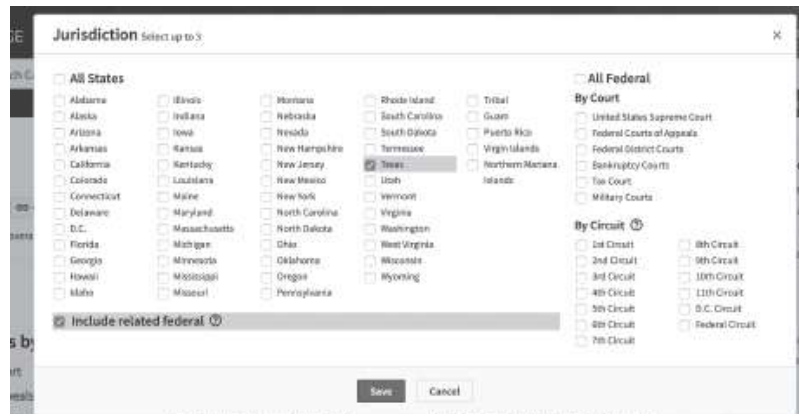 Jurisdiction Select up to 3
All States
Alabama
Alaska
Arizona
Arkansas
California
Colorado
Connecticut
Delaware
D.C.
Florida
Georgia
Hawaii
Idaho
Illinois
Indiana
Iowa
Kansas
Kentucky
Louisiana
Maine
Maryland
Massachusetts
Michigan
Minnesota
Mississippi
Missouri
Montana
Nebraska
Nevada
New Hampshire
New Jersey
New Mexico
New York
North Carolina
North Dakota
Ohio
Oklahoma
Oregon
Pennsylvania
Rhode Island
South Carolina
South Dakota
Tennessee
Texas
Utah
Vermont
Virginia
Washington
West Virginia
Wisconsin
Wyoming
Tribal
Guam
Puerto Rico
Virgin Islands
Northern Mariana
Islands
Include related federal
All Federal
By Court
United States Supreme Court
Federal Courts of Appeals
Federal District Courts
Bankruptcy Courts
Tax Court
Military Courts
By Circuit
1st Circuit
2nd Circuit
3rd Circuit
4th Circuit
5th Circuit
6th Circuit
7th Circuit
8th Circuit
9th Circuit
10th Circuit
11th Circuit
D.C. Circuit
Federal Circuit
Save
Cancel